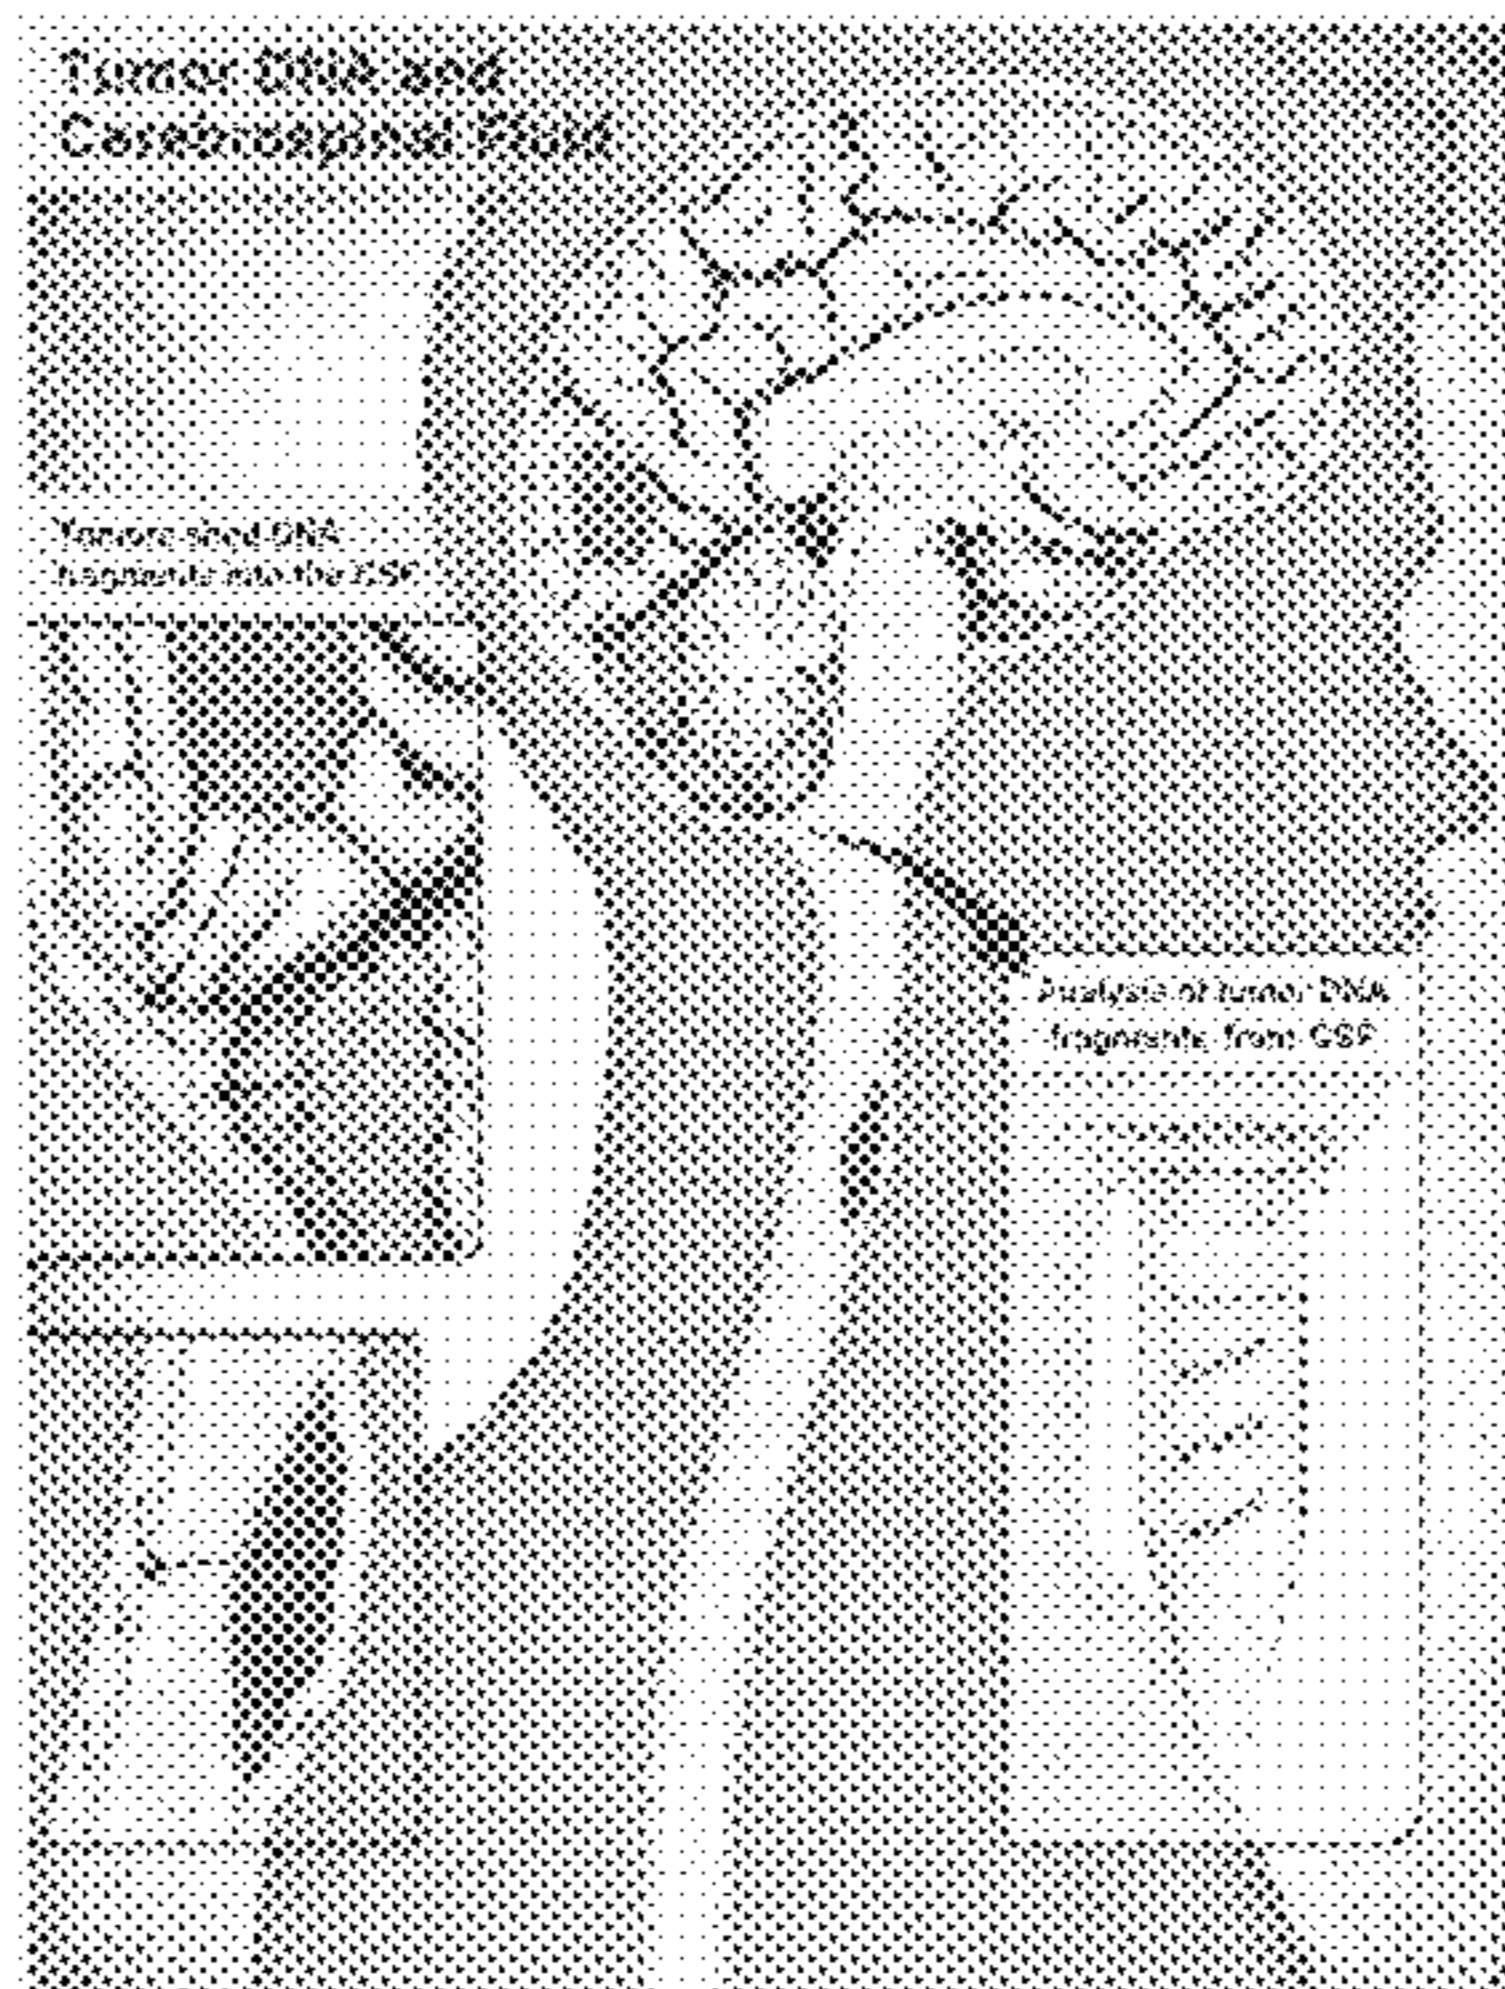 Tumor DNA and
Cerebrospinal Fluid
Tumors shed DNA
fragments into the CSF
Analysis of tumor DNA
fragments from CSF